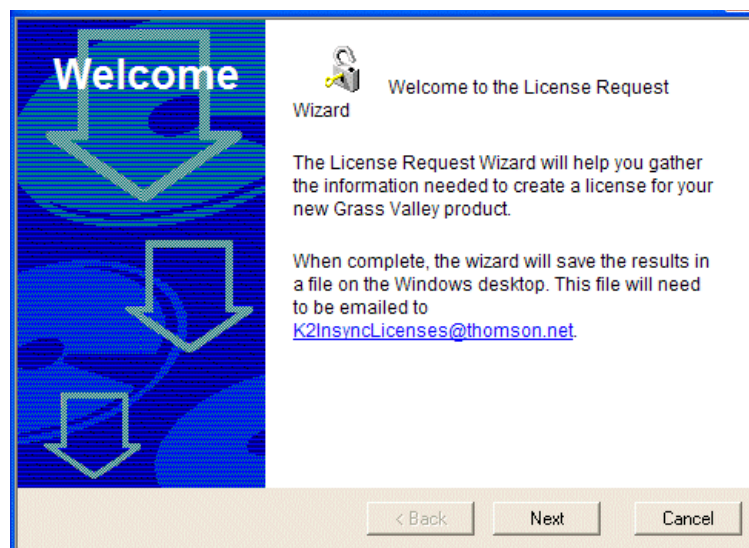 Welcome
Welcome to the License Request
Wizard
The License Request Wizard will help you gather
the information needed to create a license for your
new Grass Valley product.
When complete, the wizard will save the results in
a file on the Windows desktop. This file will need
to be emailed to
K2InsyncLicenses@thomson.net.
< Back
Next
Cancel